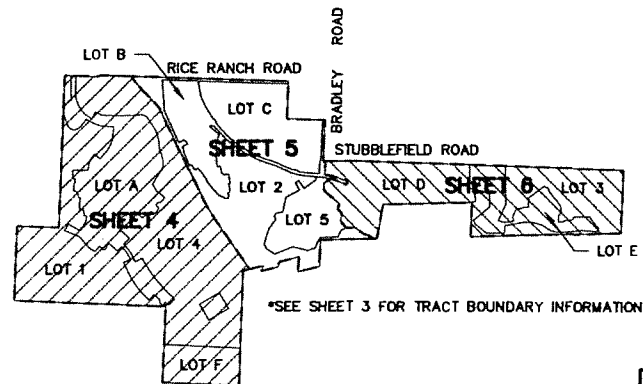 BRADLEY ROAD
LOT B
RICE RANCH ROAD
LOT C
SHEET 5
STUBBLEFIELD ROAD
LOT A
LOT 2
LOT D
SHEET 6
LOT 3
SHEET 4
LOT 4
LOT 5
LOT E
LOT 1
*SEE SHEET 3 FOR TRACT BOUNDARY INFORMATION
LOT F